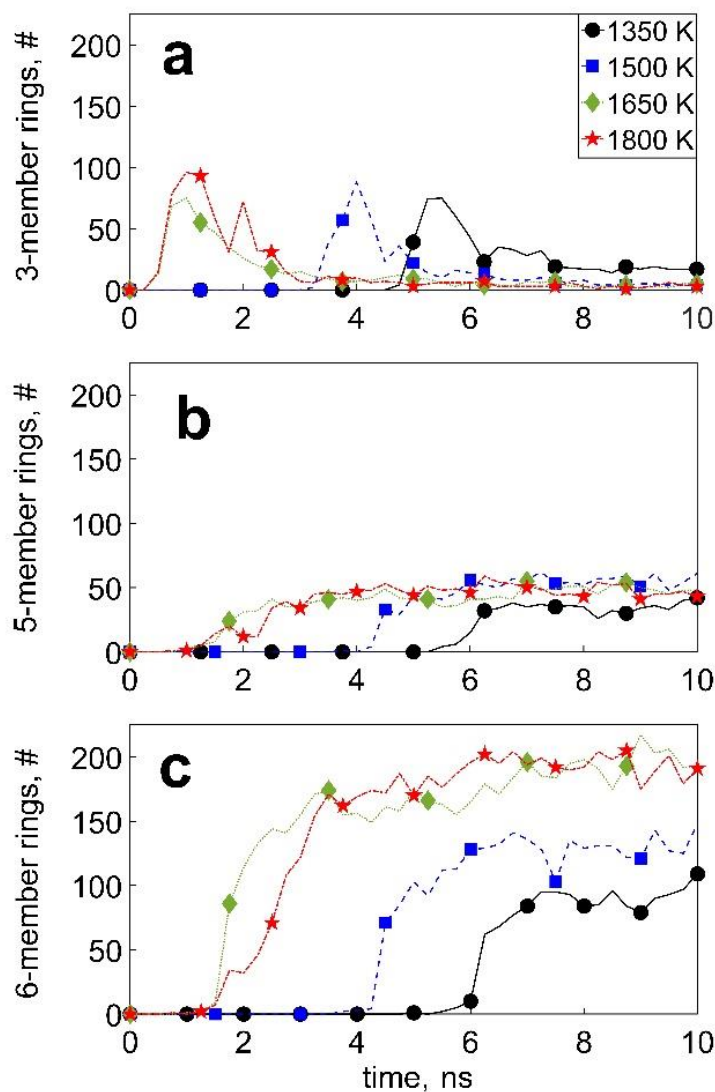 3-member rings, #
200
150
100
50
0
a
1350 K
1500 K
1650 K
1800 K
0 2 4 6 8 10
5-member rings, #
200
150
100
50
0
b
0 2 4 6 8 10
6-member rings, #
200
150
100
50
0
c
0 2 4 6 8 10
time, ns